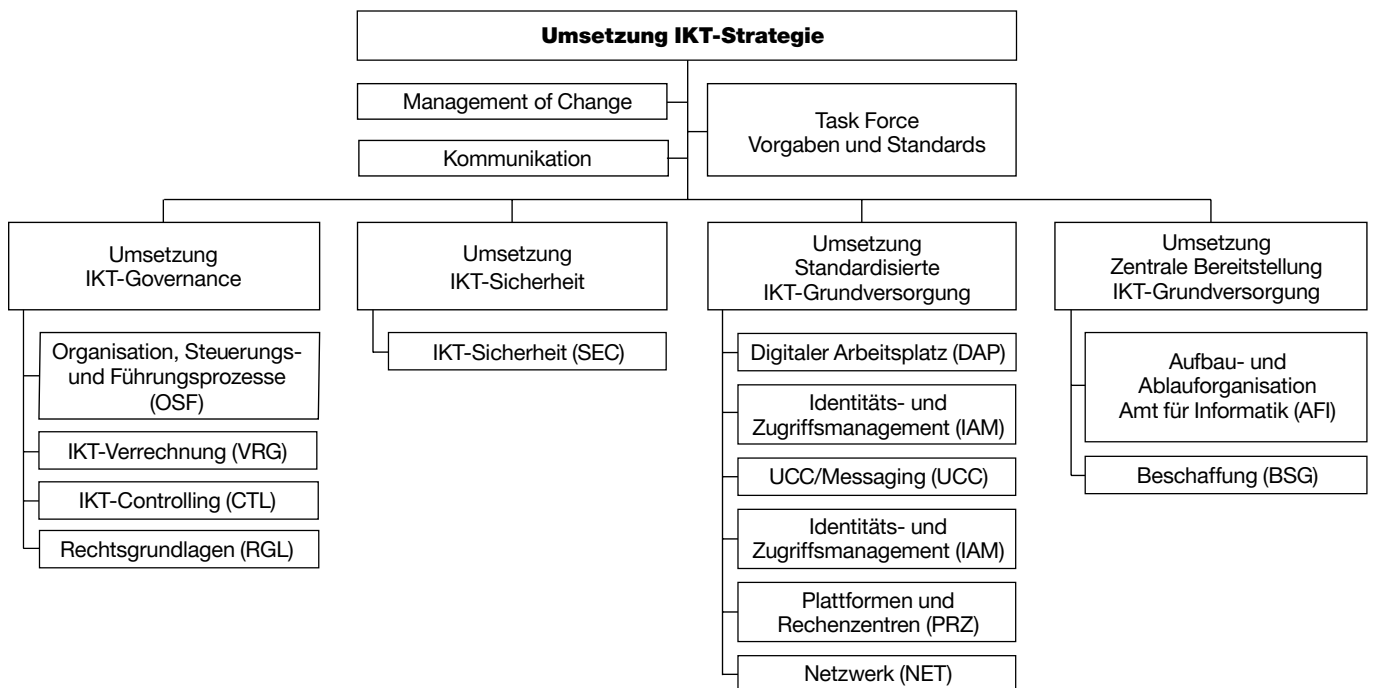 Umsetzung IKT-Strategie
Management of Change
Kommunikation
Task Force
Vorgaben und Standards
Umsetzung
IKT-Governance
Organisation, Steuerungs-
und Führungsprozesse
(OSF)
IKT-Verrechnung (VRG)
IKT-Controlling (CTL)
Rechtsgrundlagen (RGL)
Umsetzung
IKT-Sicherheit
IKT-Sicherheit (SEC)
Umsetzung
Standardisierte
IKT-Grundversorgung
Digitaler Arbeitsplatz (DAP)
Identitäts- und
Zugriffsmanagement (IAM)
UCC/Messaging (UCC)
Identitäts- und
Zugriffsmanagement (IAM)
Plattformen und
Rechenzentren (PRZ)
Netzwerk (NET)
Umsetzung
Zentrale Bereitstellung
IKT-Grundversorgung
Aufbau- und
Ablauforganisation
Amt für Informatik (AFI)
Beschaffung (BSG)